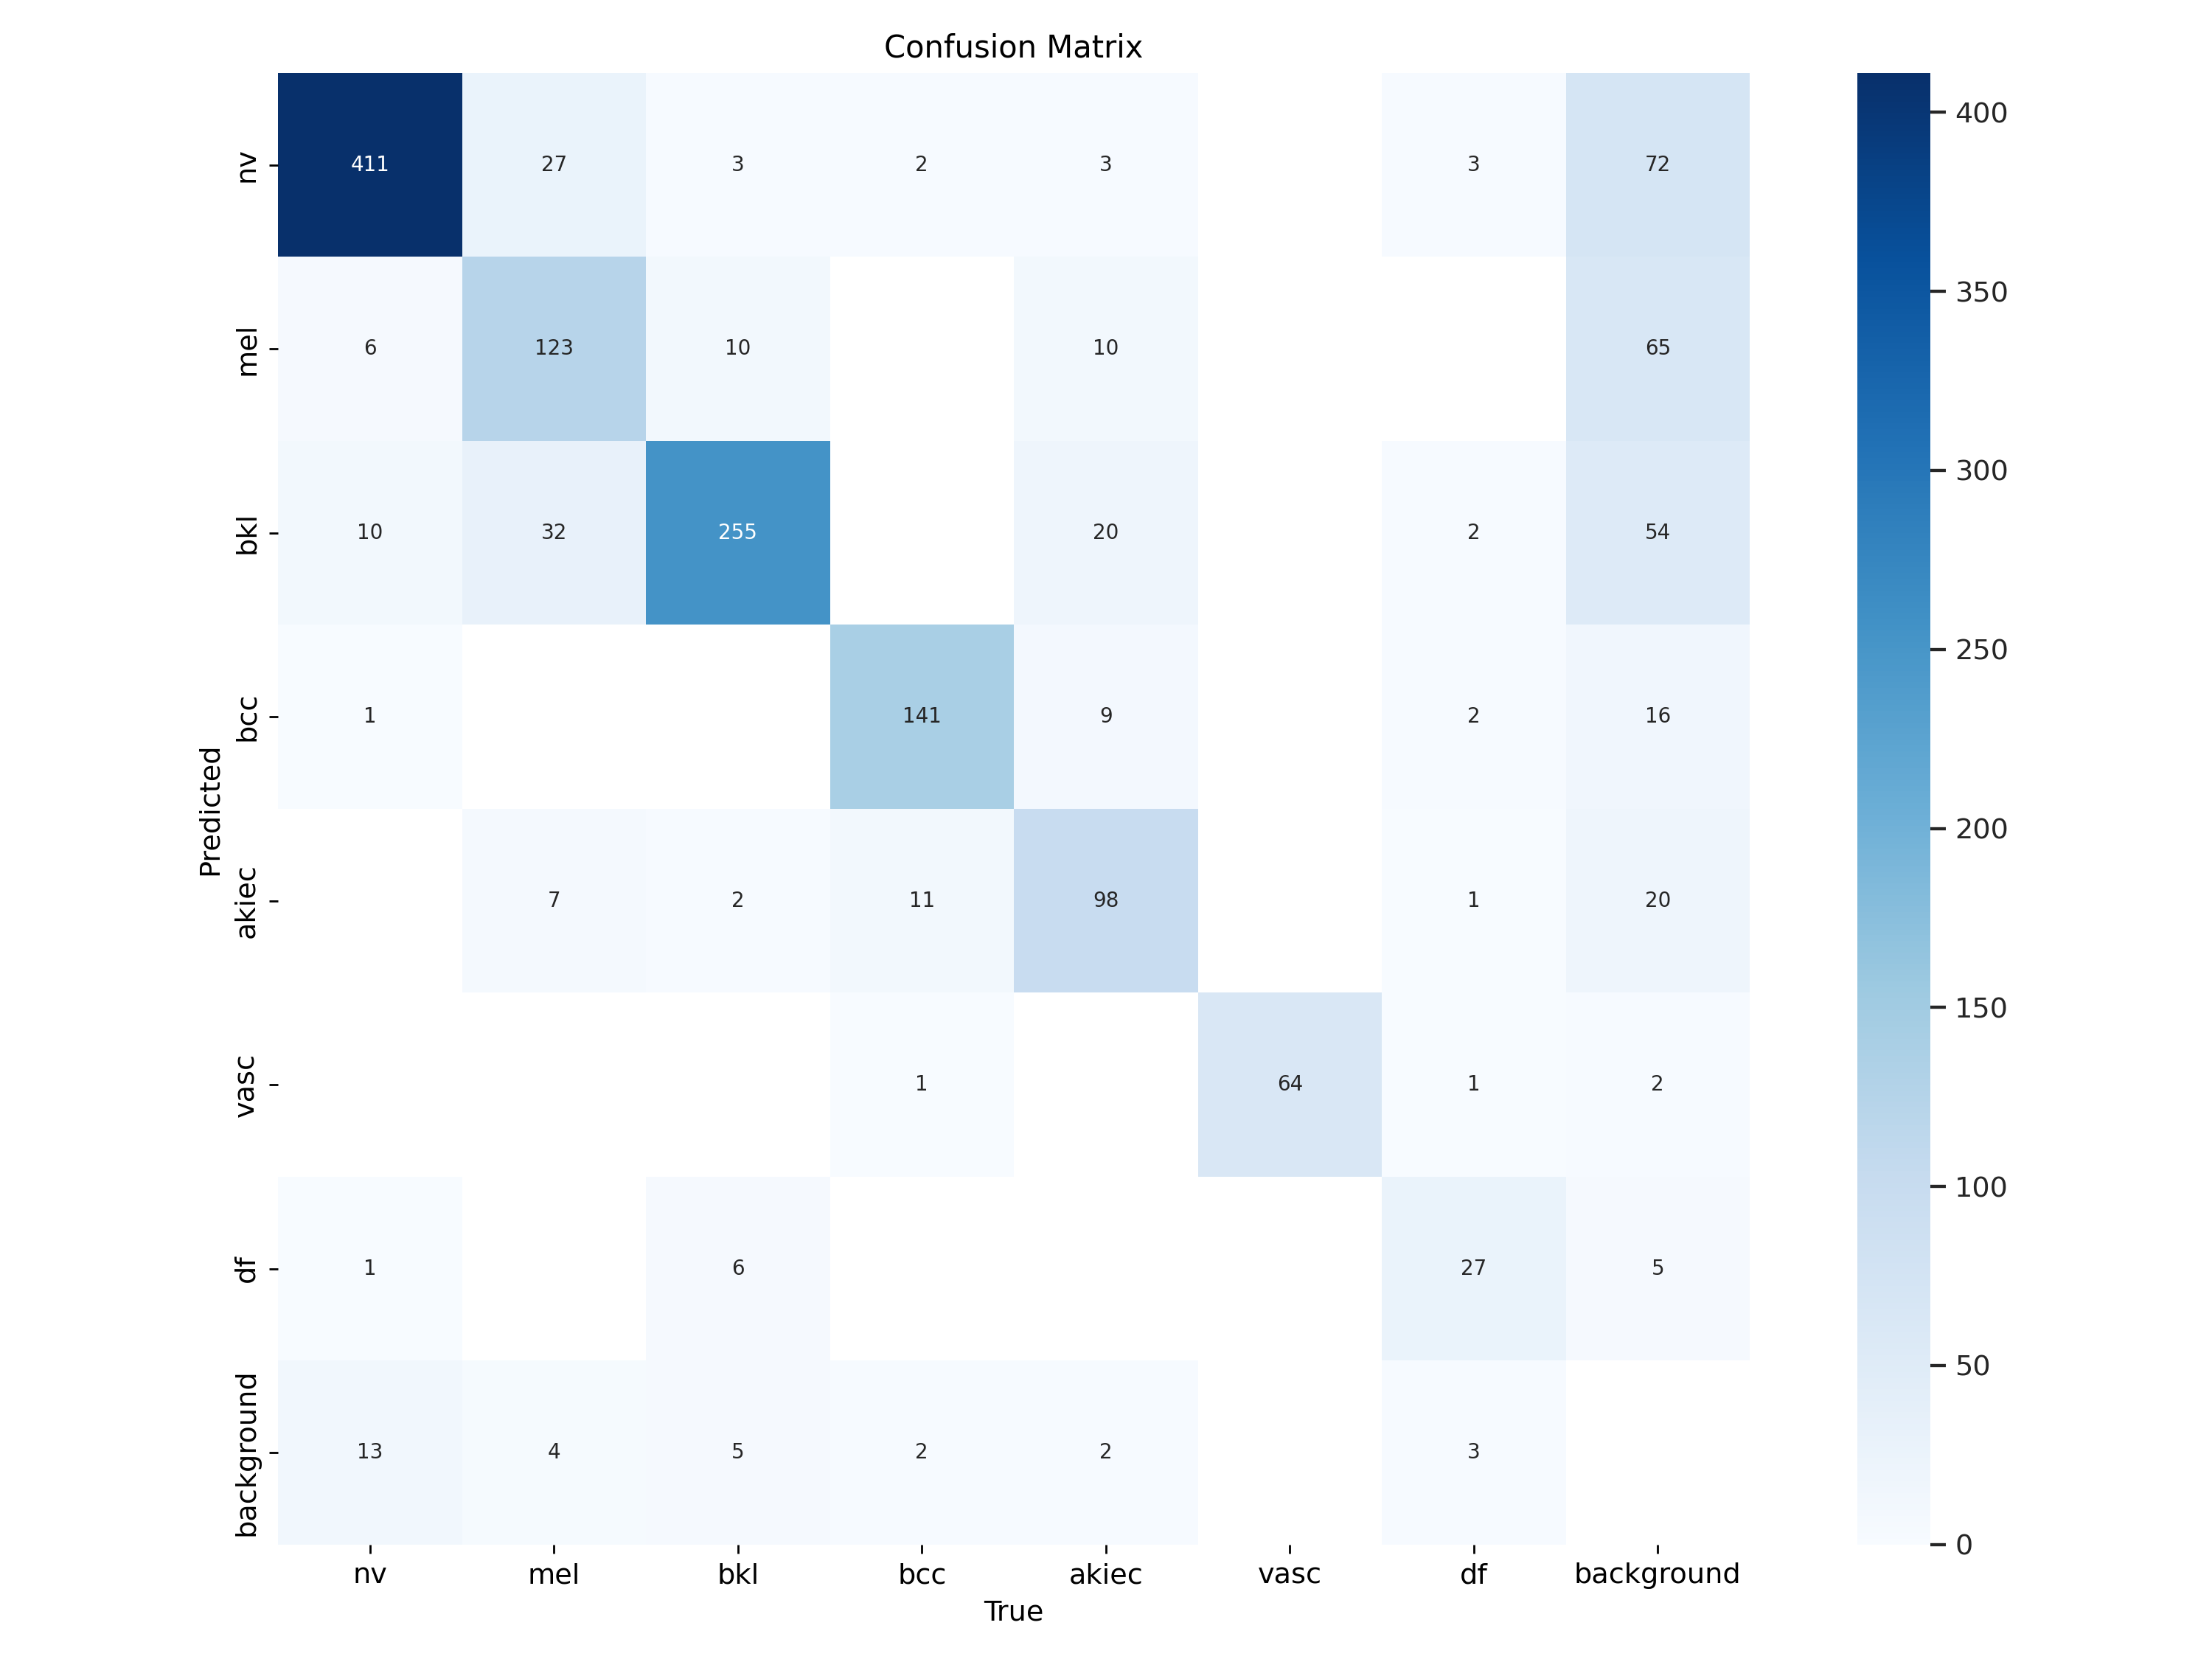 Confusion Matrix
nv 411 27 3 2 3 3 72
mel 6 123 10 10 65
bkl 10 32 255 20 2 54
bcc 1 141 9 2 16
akiec 7 2 11 98 1 20
vasc 1 64 1 2
df 1 6 27 5
background 13 4 5 2 2 3
nv mel bkl bcc akiec vasc df background
True
Predicted
400
350
300
250
200
150
100
50
0